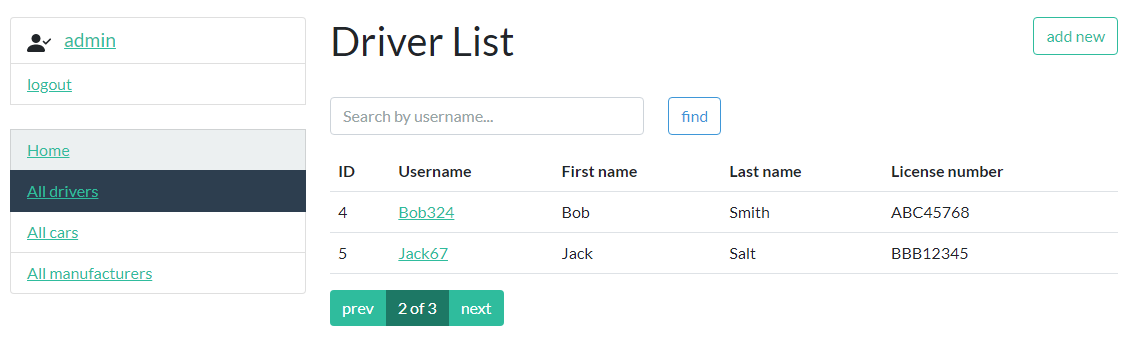 admin
logout
Home
All drivers
All cars
All manufacturers
Driver List
add new
Search by username...
find
ID Username First name Last name License number
4 Bob324 Bob Smith ABC45768
5 Jack67 Jack Salt BBB12345
prev 2 of 3 next